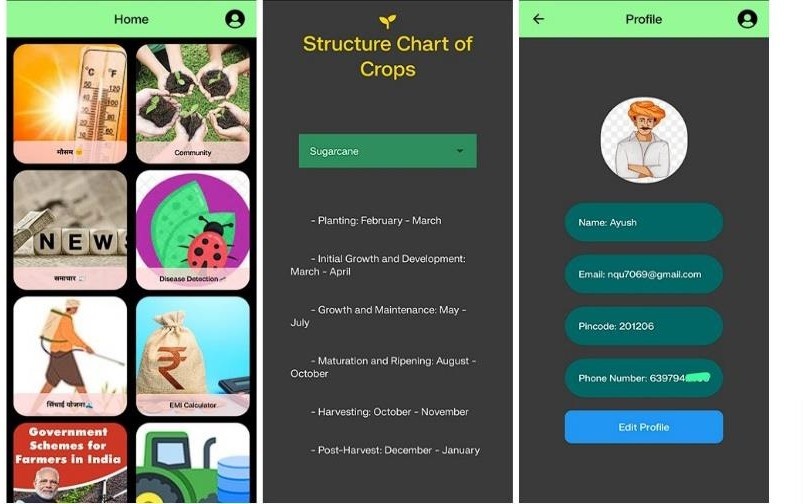 Home
°C °F
मौसम 🌞
Community
NEWS
समाचार 📰
Disease Detection
सिंचाई योजना🌊
EMI Calculator
Government
Schemes for
Farmers in India
Structure Chart of
Crops
Sugarcane
- Planting: February - March
- Initial Growth and Development:
March - April
- Growth and Maintenance: May -
July
- Maturation and Ripening: August -
October
- Harvesting: October - November
- Post-Harvest: December - January
Profile
Name: Ayush
Email: nqu7069@gmail.com
Pincode: 201206
Phone Number: 639794
Edit Profile